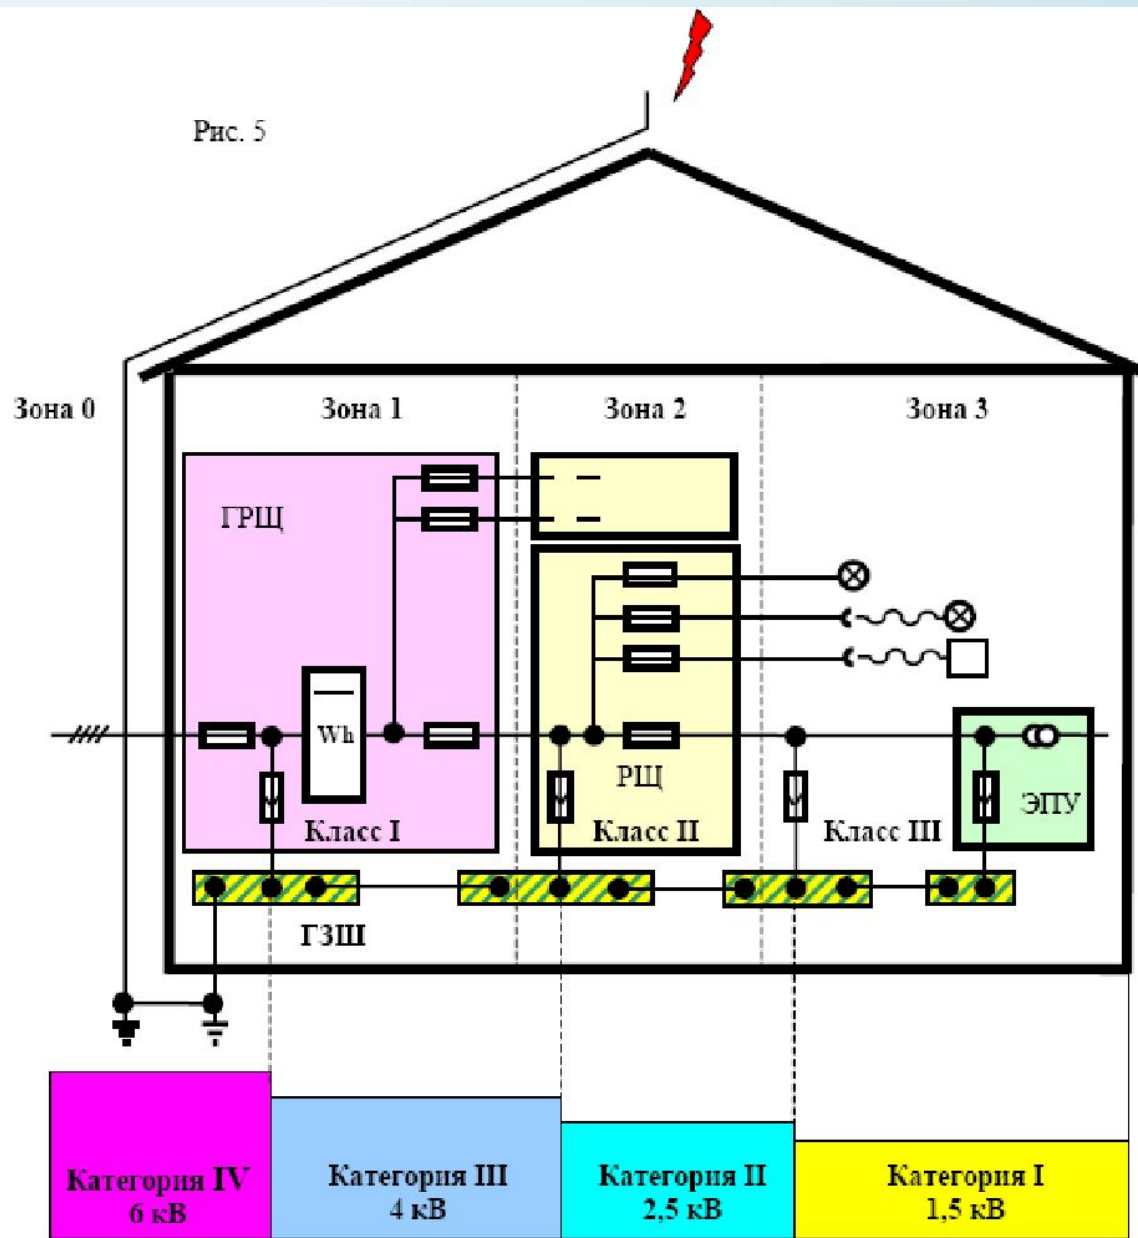 Рис. 5
Зона 0
Зона 1
Зона 2
Зона 3
ГРЩ
Wh
РЩ
ЭПУ
Класс I
Класс II
Класс III
ГЗШ
Категория IV
6 кВ
Категория III
4 кВ
Категория II
2,5 кВ
Категория I
1,5 кВ